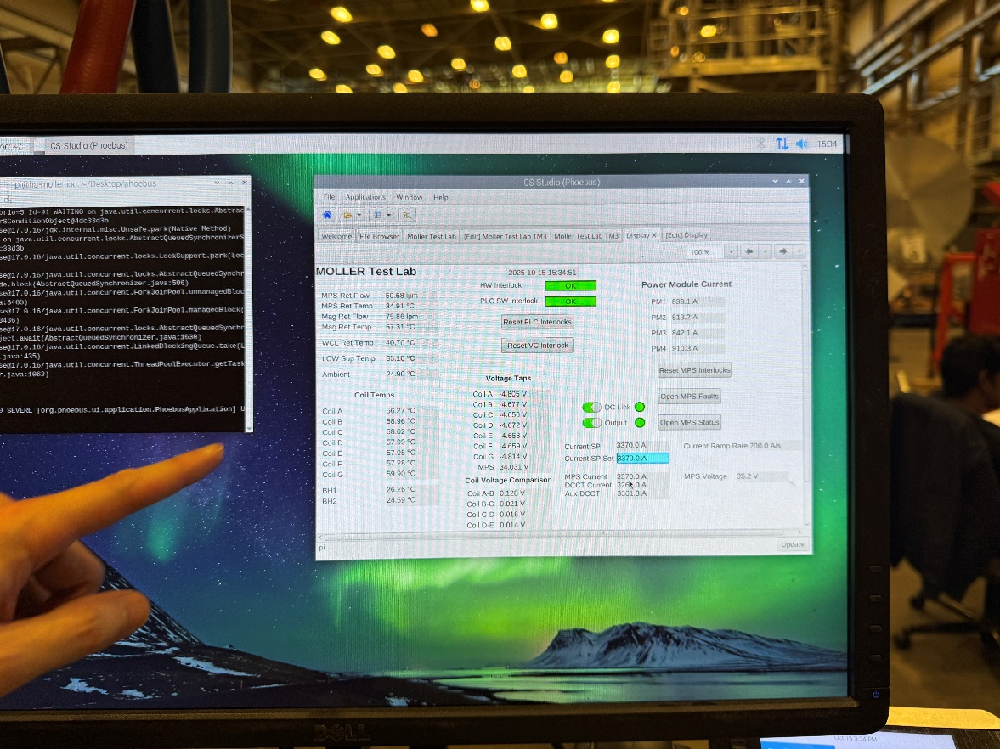 CS-Studio (Phoebus)
15:34
pi@hp-moller ioc: ~/Desktop/phoebus
Help
prio=5 Id=91 WAITING on java.util.concurrent.locks.Abstrac
rSConditionObject@4dc33d3b
se@17.0.16/jdk.internal.misc.Unsafe.park(Native Method)
on java.util.concurrent.locks.AbstractQueuedSynchronizerS
c33d3b
se@17.0.16/java.util.concurrent.locks.LockSupport.park(Loc
se@17.0.16/java.util.concurrent.locks.AbstractQueuedSynchr
de.block(AbstractQueuedSynchronizer.java:506)
se@17.0.16/java.util.concurrent.ForkJoinPool.unmanagedBloc
a:3465)
se@17.0.16/java.util.concurrent.ForkJoinPool.managedBlock(
3436)
se@17.0.16/java.util.concurrent.locks.AbstractQueuedSynchr
ject.await(AbstractQueuedSynchronizer.java:1630)
se@17.0.16/java.util.concurrent.LinkedBlockingQueue.take(L
.java:435)
se@17.0.16/java.util.concurrent.ThreadPoolExecutor.getTask
r.java:1062)
9 SEVERE [org.phoebus.ui.application.PhoebusApplication] U
CS-Studio (Phoebus)
File Applications Window Help
Welcome File Browser Moller Test Lab [Edit] Moller Test Lab TM3 Moller Test Lab TM3 Display X [Edit] Display
100 %
MOLLER Test Lab
2025-10-15 15:34:51
MPS Ret Flow 50.68 lpm
MPS Ret Temp 34.91 °C
Mag Ret Flow 75.86 lpm
Mag Ret Temp 57.31 °C
WCL Ret Temp 40.70 °C
LCW Sup Temp 33.10 °C
Ambient 24.90 °C
Coil Temps
Coil A 56.27 °C
Coil B 58.96 °C
Coil C 58.02 °C
Coil D 57.99 °C
Coil E 57.95 °C
Coil F 57.28 °C
Coil G 59.90 °C
BH1 26.26 °C
BH2 24.59 °C
HW Interlock OK
PLC SW Interlock OK
Reset PLC Interlocks
Reset VC Interlock
Voltage Taps
Coil A -4.805 V
Coil B -4.677 V
Coil C -4.656 V
Coil D -4.672 V
Coil E -4.658 V
Coil F -4.659 V
Coil G -4.814 V
MPS 34.031 V
Coil Voltage Comparison
Coil A-B 0.128 V
Coil B-C 0.021 V
Coil C-D 0.016 V
Coil D-E 0.014 V
Power Module Current
PM1 838.1 A
PM2 813.2 A
PM3 842.1 A
PM4 910.3 A
Reset MPS Interlocks
Open MPS Faults
Open MPS Status
DC Link
Output
Current SP 3370.0 A
Current Ramp Rate 200.0 A/s
Current SP Set 3370.0 A
MPS Current 3370.0 A
MPS Voltage 35.2 V
DCCT Current
Aux DCCT 3361.3 A
pi
Update
DELL
Oct 15 3:34 PM